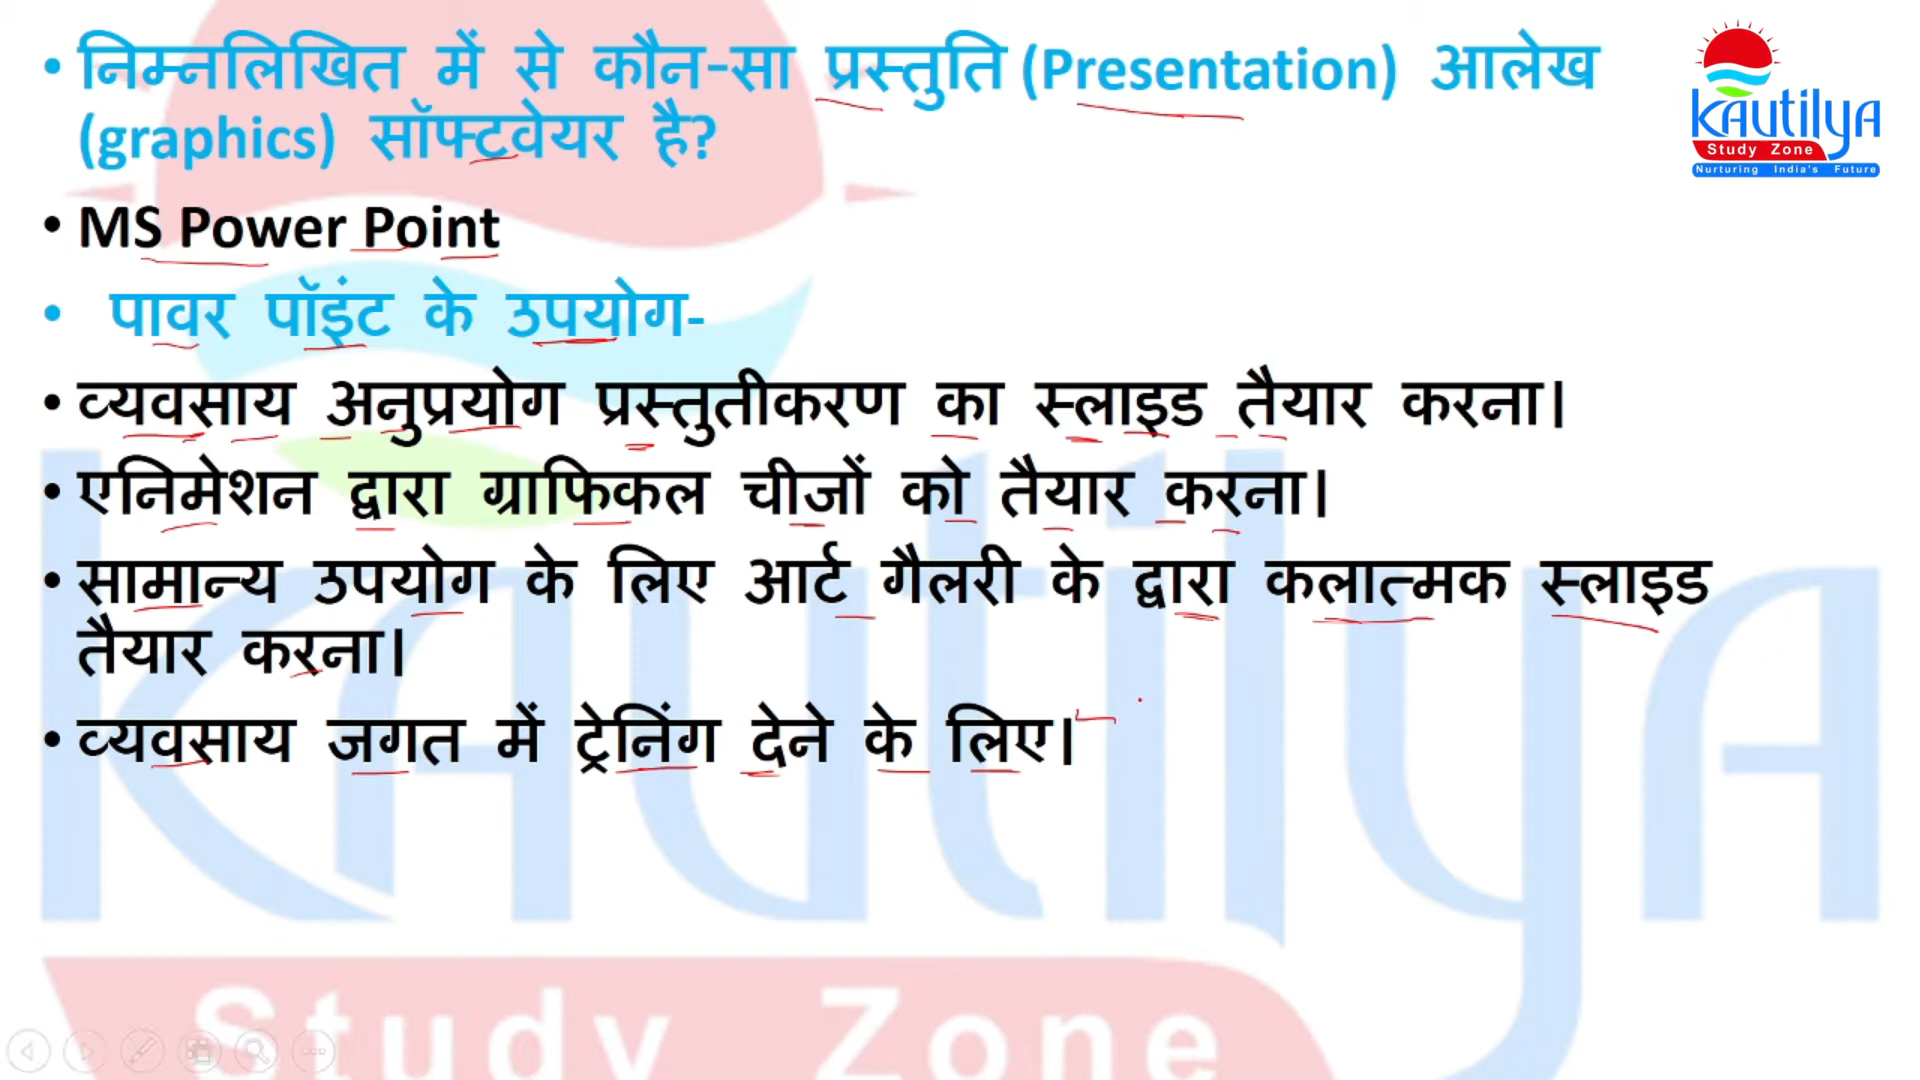 • निम्नलिखित में से कौन-सा प्रस्तुति (Presentation) आलेख
(graphics) सॉफ्टवेयर है?
• MS Power Point
• पावर पॉइंट के उपयोग-
• व्यवसाय अनुप्रयोग प्रस्तुतीकरण का स्लाइड तैयार करना।
• एनिमेशन द्वारा ग्राफिकल चीजों को तैयार करना।
• सामान्य उपयोग के लिए आर्ट गैलरी के द्वारा कलात्मक स्लाइड
तैयार करना।
• व्यवसाय जगत में ट्रेनिंग देने के लिए।
Kautilya
Study Zone
Nurturing India's Future
Kautilya
Study Zone